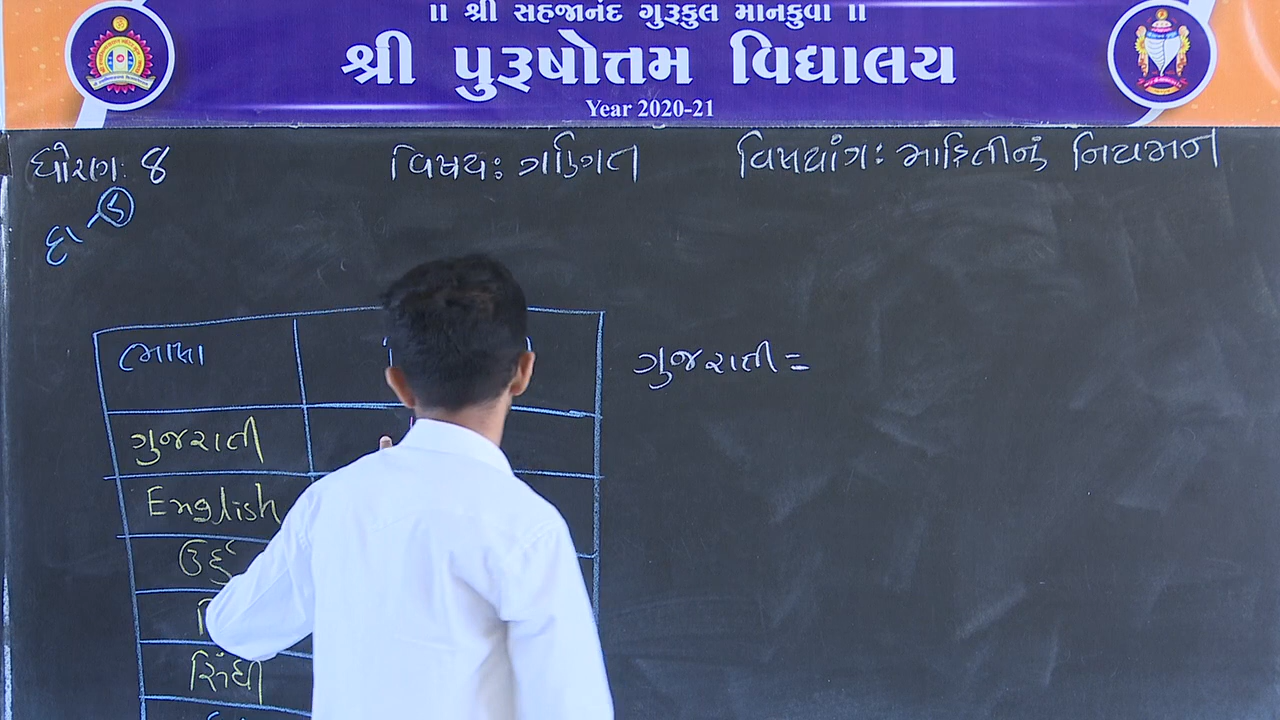 ॥ શ્રી સહજાનંદ ગુરૂકુલ માનકુવા ॥
શ્રી પુરૂષોત્તમ વિદ્યાલય
Year 2020-21
ધોરણ: 8
વિષય: ગણિત
વિષયાંગ: માહિતીનું નિયમન
દા
ભાષા
ગુજરાતી =
ગુજરાતી
English
ઉર્દુ
સિંધી